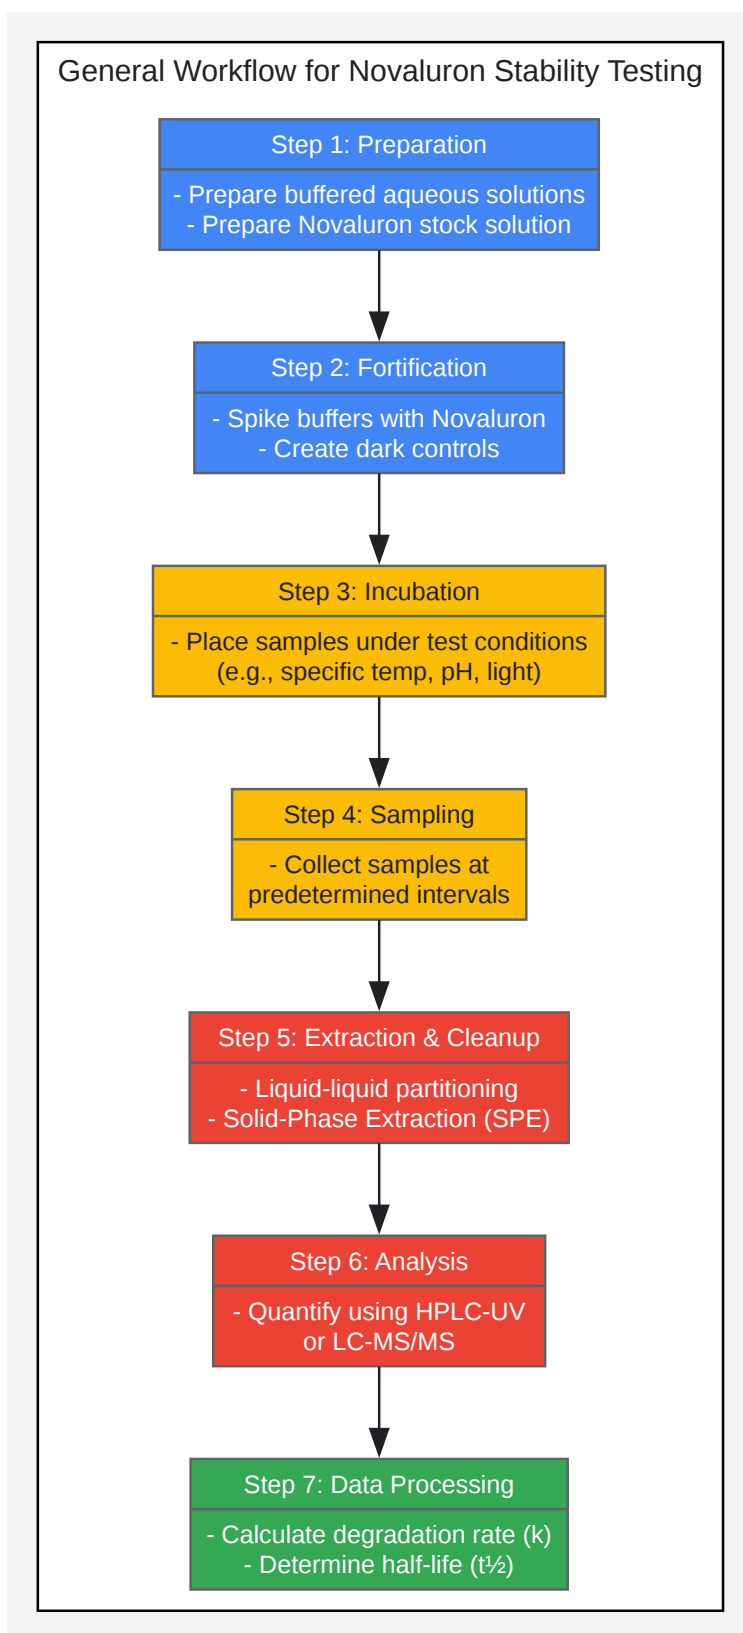 General Workflow for Novaluron Stability Testing
Step 1: Preparation
- Prepare buffered aqueous solutions
- Prepare Novaluron stock solution
Step 2: Fortification
- Spike buffers with Novaluron
- Create dark controls
Step 3: Incubation
- Place samples under test conditions
(e.g., specific temp, pH, light)
Step 4: Sampling
- Collect samples at
predetermined intervals
Step 5: Extraction & Cleanup
- Liquid-liquid partitioning
- Solid-Phase Extraction (SPE)
Step 6: Analysis
- Quantify using HPLC-UV
or LC-MS/MS
Step 7: Data Processing
- Calculate degradation rate (k)
- Determine half-life (t½)